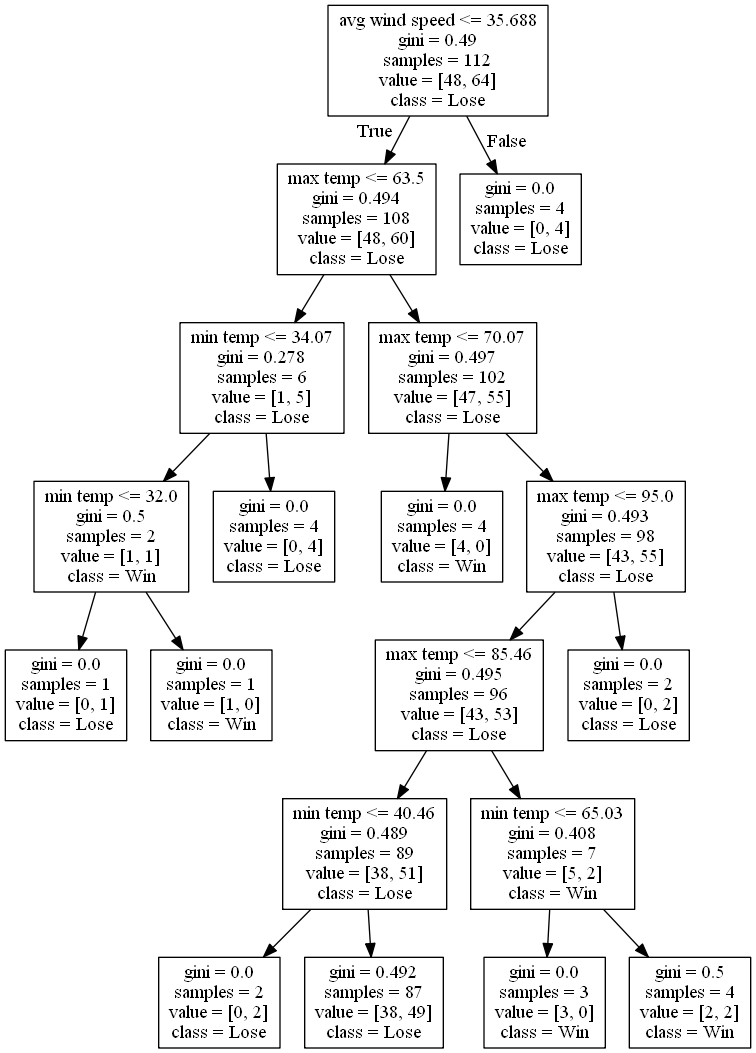 avg wind speed <= 35.688
gini = 0.49
samples = 112
value = [48, 64]
class = Lose
True
False
max temp <= 63.5
gini = 0.494
samples = 108
value = [48, 60]
class = Lose
gini = 0.0
samples = 4
value = [0, 4]
class = Lose
min temp <= 34.07
gini = 0.278
samples = 6
value = [1, 5]
class = Lose
max temp <= 70.07
gini = 0.497
samples = 102
value = [47, 55]
class = Lose
min temp <= 32.0
gini = 0.5
samples = 2
value = [1, 1]
class = Win
gini = 0.0
samples = 4
value = [0, 4]
class = Lose
gini = 0.0
samples = 4
value = [4, 0]
class = Win
max temp <= 95.0
gini = 0.493
samples = 98
value = [43, 55]
class = Lose
gini = 0.0
samples = 1
value = [0, 1]
class = Lose
gini = 0.0
samples = 1
value = [1, 0]
class = Win
max temp <= 85.46
gini = 0.495
samples = 96
value = [43, 53]
class = Lose
gini = 0.0
samples = 2
value = [0, 2]
class = Lose
min temp <= 40.46
gini = 0.489
samples = 89
value = [38, 51]
class = Lose
min temp <= 65.03
gini = 0.408
samples = 7
value = [5, 2]
class = Win
gini = 0.0
samples = 2
value = [0, 2]
class = Lose
gini = 0.492
samples = 87
value = [38, 49]
class = Lose
gini = 0.0
samples = 3
value = [3, 0]
class = Win
gini = 0.5
samples = 4
value = [2, 2]
class = Win